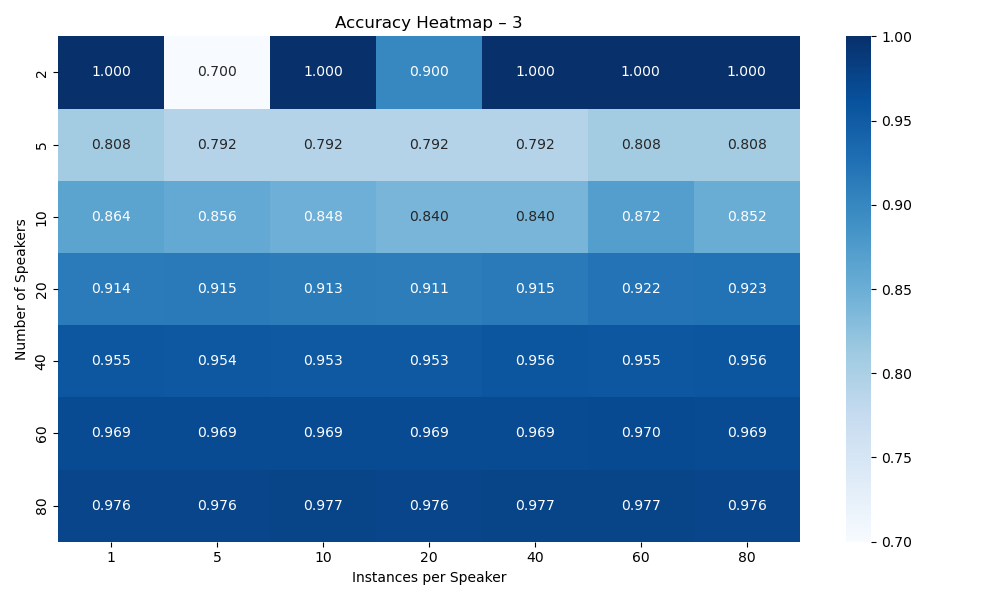 Accuracy Heatmap – 3
Number of Speakers
2 1.000 0.700 1.000 0.900 1.000 1.000 1.000
5 0.808 0.792 0.792 0.792 0.792 0.808 0.808
10 0.864 0.856 0.848 0.840 0.840 0.872 0.852
20 0.914 0.915 0.913 0.911 0.915 0.922 0.923
40 0.955 0.954 0.953 0.953 0.956 0.955 0.956
60 0.969 0.969 0.969 0.969 0.969 0.970 0.969
80 0.976 0.976 0.977 0.976 0.977 0.977 0.976
1 5 10 20 40 60 80
Instances per Speaker
1.00
0.95
0.90
0.85
0.80
0.75
0.70